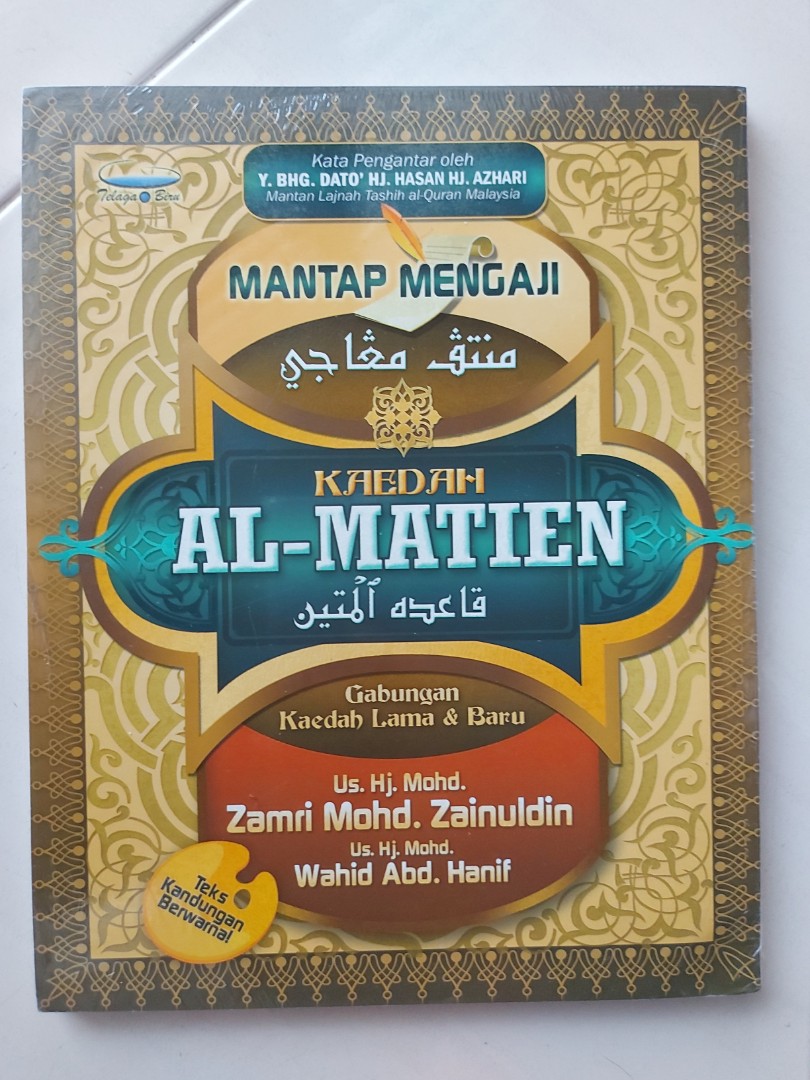 Telaga Biru
Kata Pengantar oleh
Y. BHG. DATO' HJ. HASAN HJ. AZHARI
Mantan Lajnah Tashih al-Quran Malaysia
MANTAP MENGAJI
منتڤ مڠاجي
KAEDAH
AL-MATIEN
قاعده ٱلمتين
Gabungan
Kaedah Lama & Baru
Us. Hj. Mohd.
Zamri Mohd. Zainuldin
Us. Hj. Mohd.
Wahid Abd. Hanif
Teks
Kandungan
Berwarna!